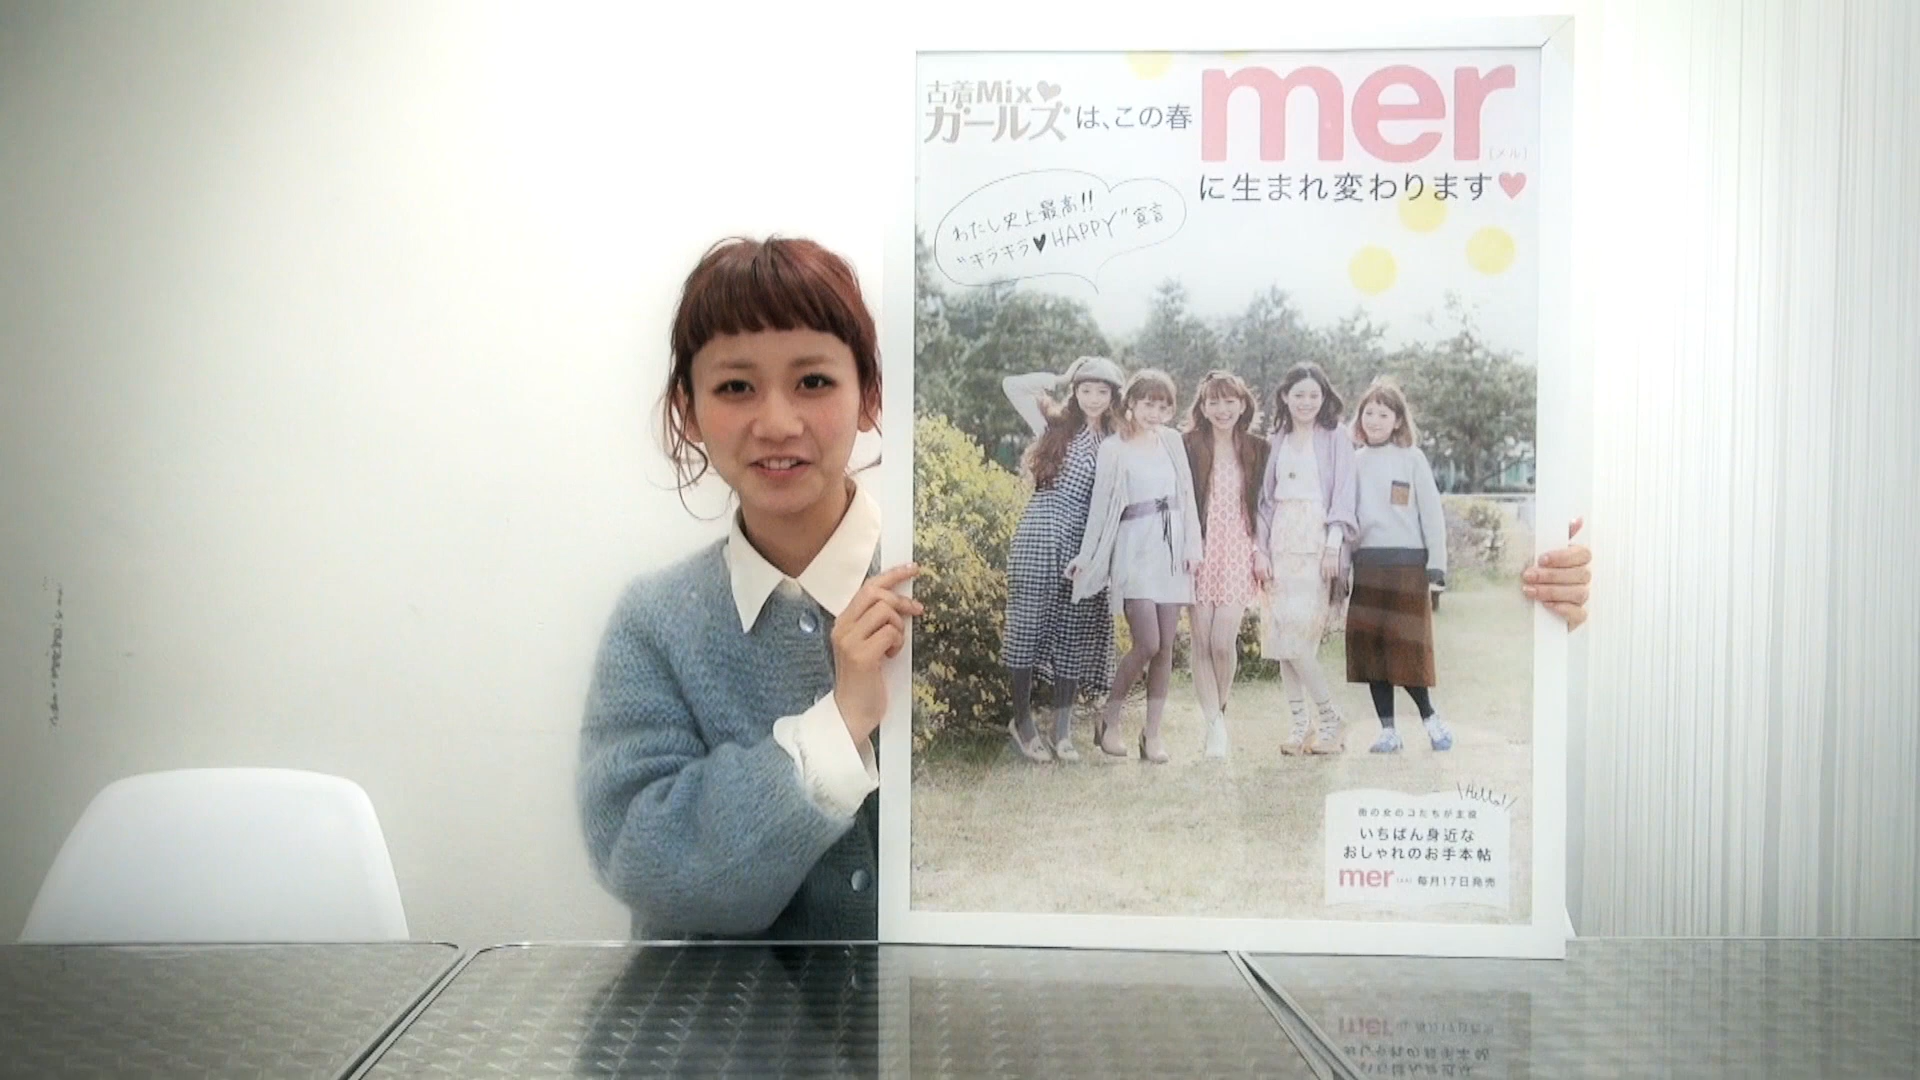 古着Mix♥
ガールズは、この春 mer
(メル)
に生まれ変わります♥
わたし史上最高!!
"キラキラ♥HAPPY"宣言
Hello!
街の女のコたちが主役
いちばん身近な
おしゃれのお手本帖
mer(メル) 毎月17日発売